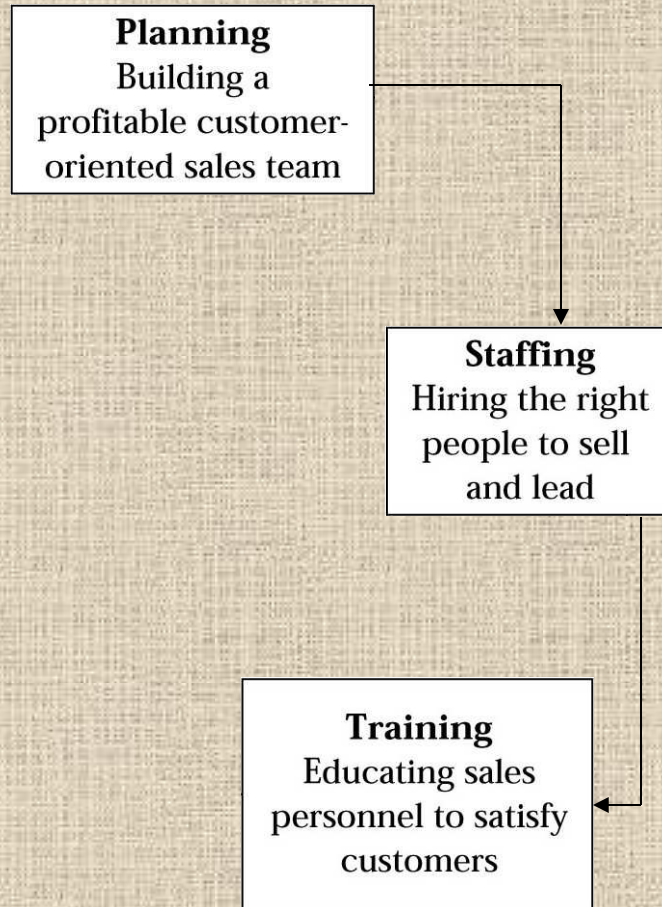 Planning
Building a
profitable customer-
oriented sales team
Staffing
Hiring the right
people to sell
and lead
Training
Educating sales
personnel to satisfy
customers